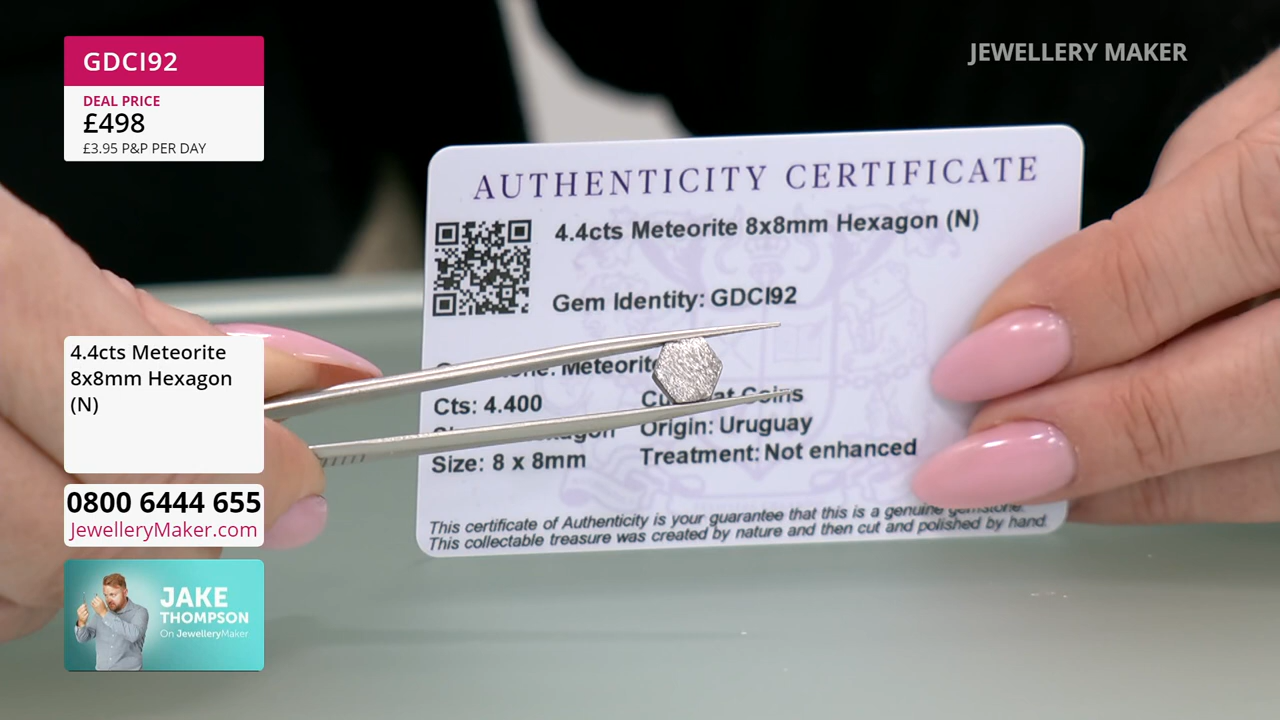 GDCI92
DEAL PRICE
£498
£3.95 P&P PER DAY
JEWELLERY MAKER
AUTHENTICITY CERTIFICATE
4.4cts Meteorite 8x8mm Hexagon (N)
Gem Identity: GDCI92
Meteorite
Cts: 4.400
Coins
Origin: Uruguay
Size: 8 x 8mm
Treatment: Not enhanced
This certificate of Authenticity is your guarantee that this is a genuine gemstone.
This collectable treasure was created by nature and then cut and polished by hand.
4.4cts Meteorite
8x8mm Hexagon
(N)
0800 6444 655
JewelleryMaker.com
JAKE
THOMPSON
On JewelleryMaker